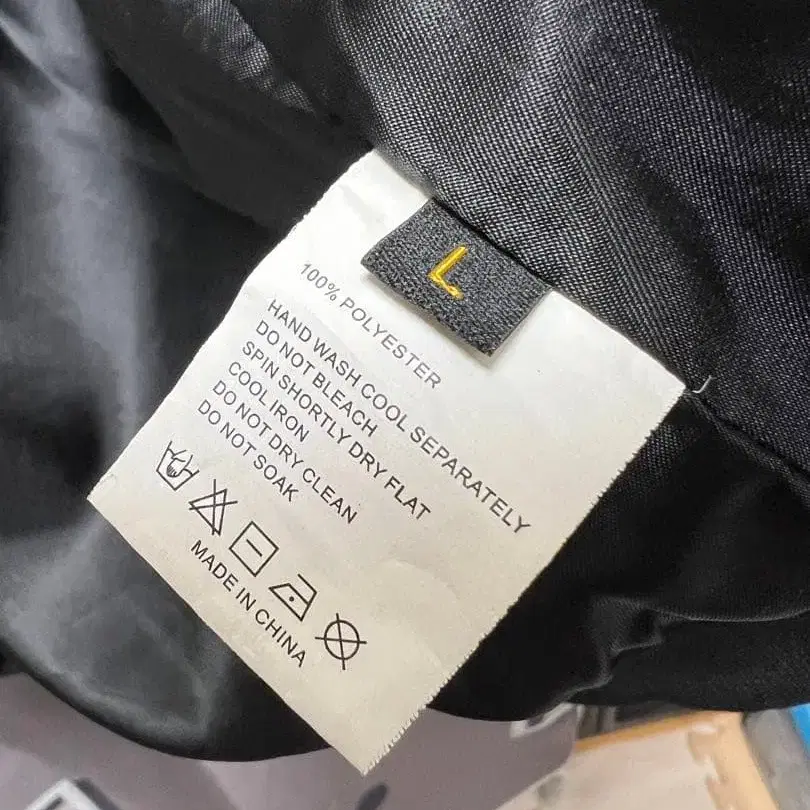 L
100% POLYESTER
HAND WASH COOL SEPARATELY
DO NOT BLEACH
SPIN SHORTLY DRY FLAT
COOL IRON
DO NOT DRY CLEAN
DO NOT SOAK
MADE IN CHINA